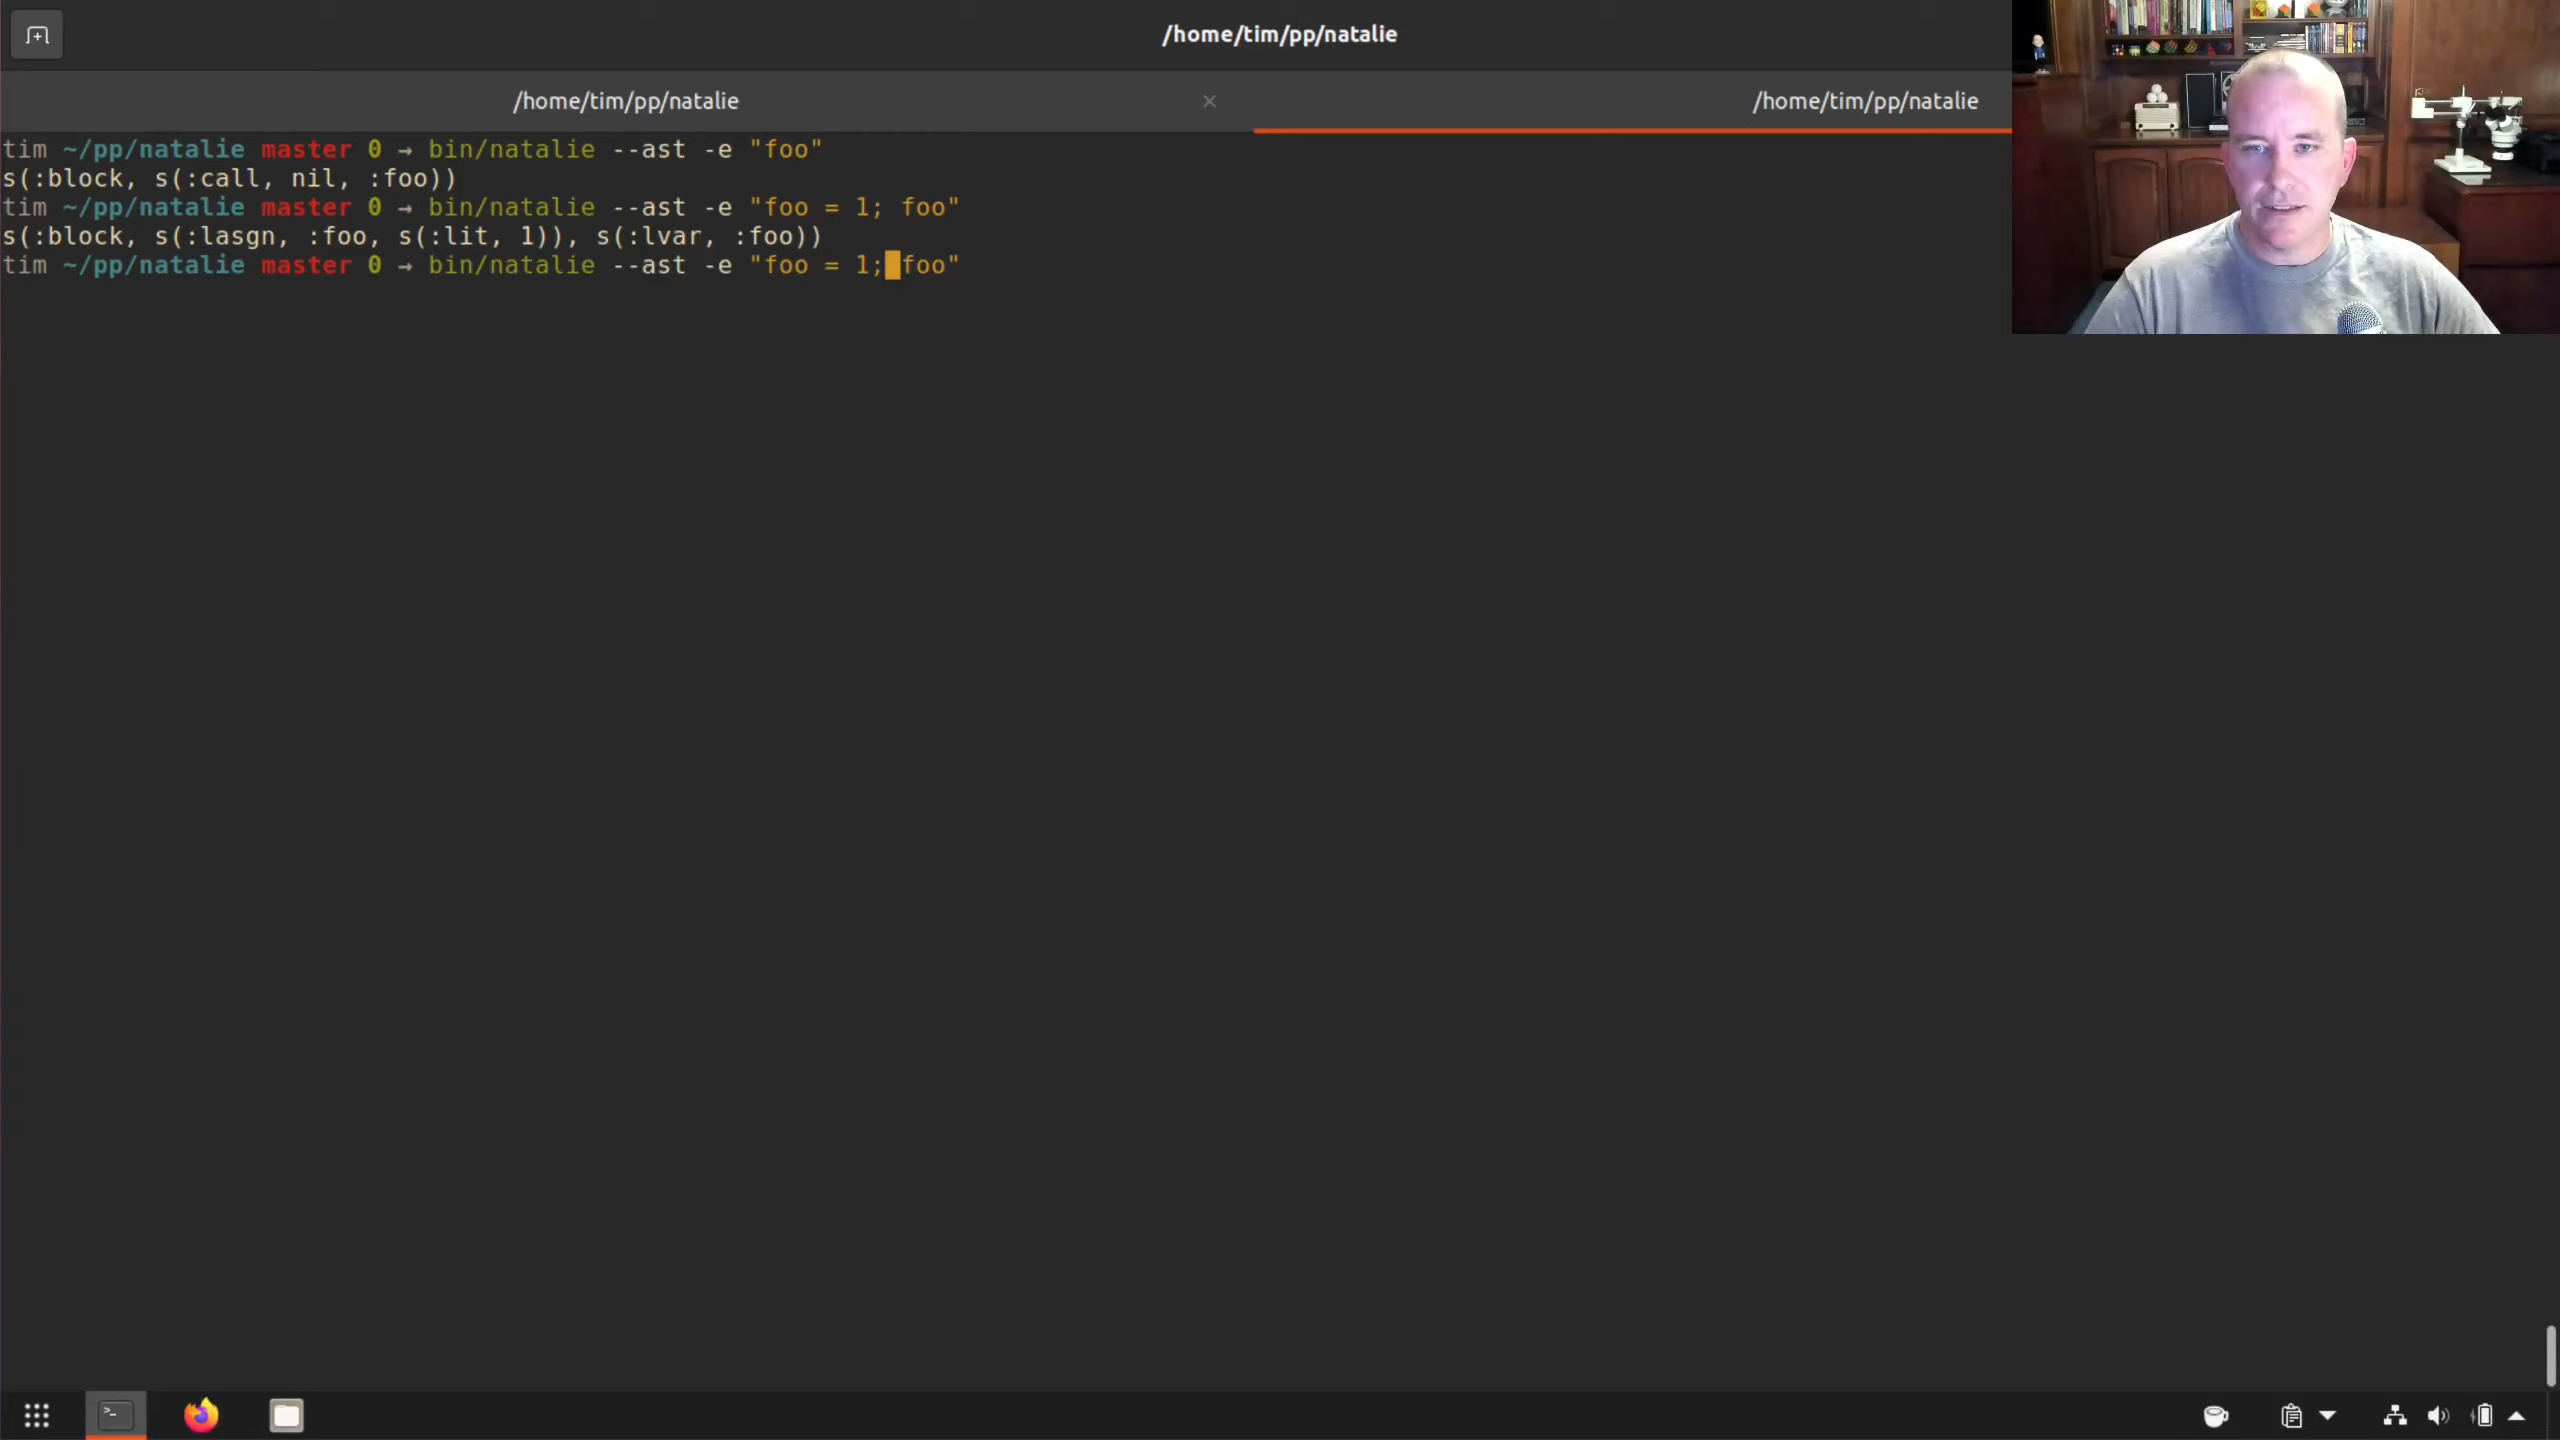 /home/tim/pp/natalie
/home/tim/pp/natalie × /home/tim/pp/natalie
tim ~/pp/natalie master 0 → bin/natalie --ast -e "foo"
s(:block, s(:call, nil, :foo))
tim ~/pp/natalie master 0 → bin/natalie --ast -e "foo = 1; foo"
s(:block, s(:lasgn, :foo, s(:lit, 1)), s(:lvar, :foo))
tim ~/pp/natalie master 0 → bin/natalie --ast -e "foo = 1; foo"